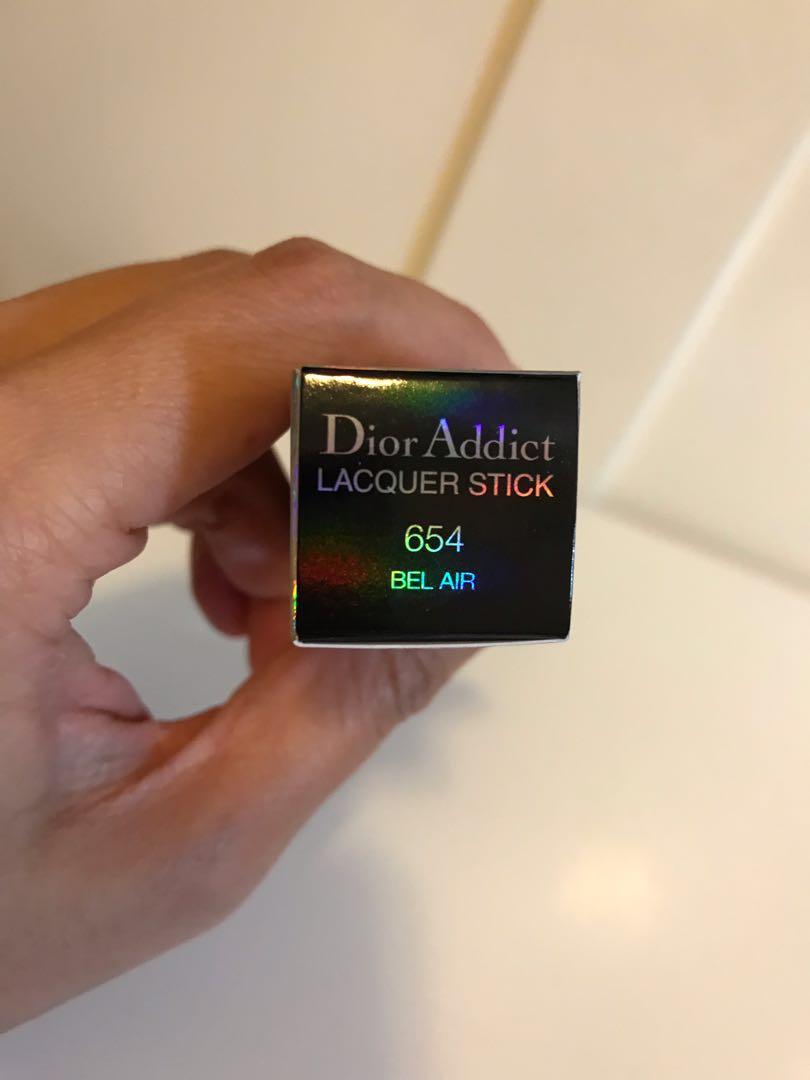 Dior Addict
LACQUER STICK
654
BEL AIR